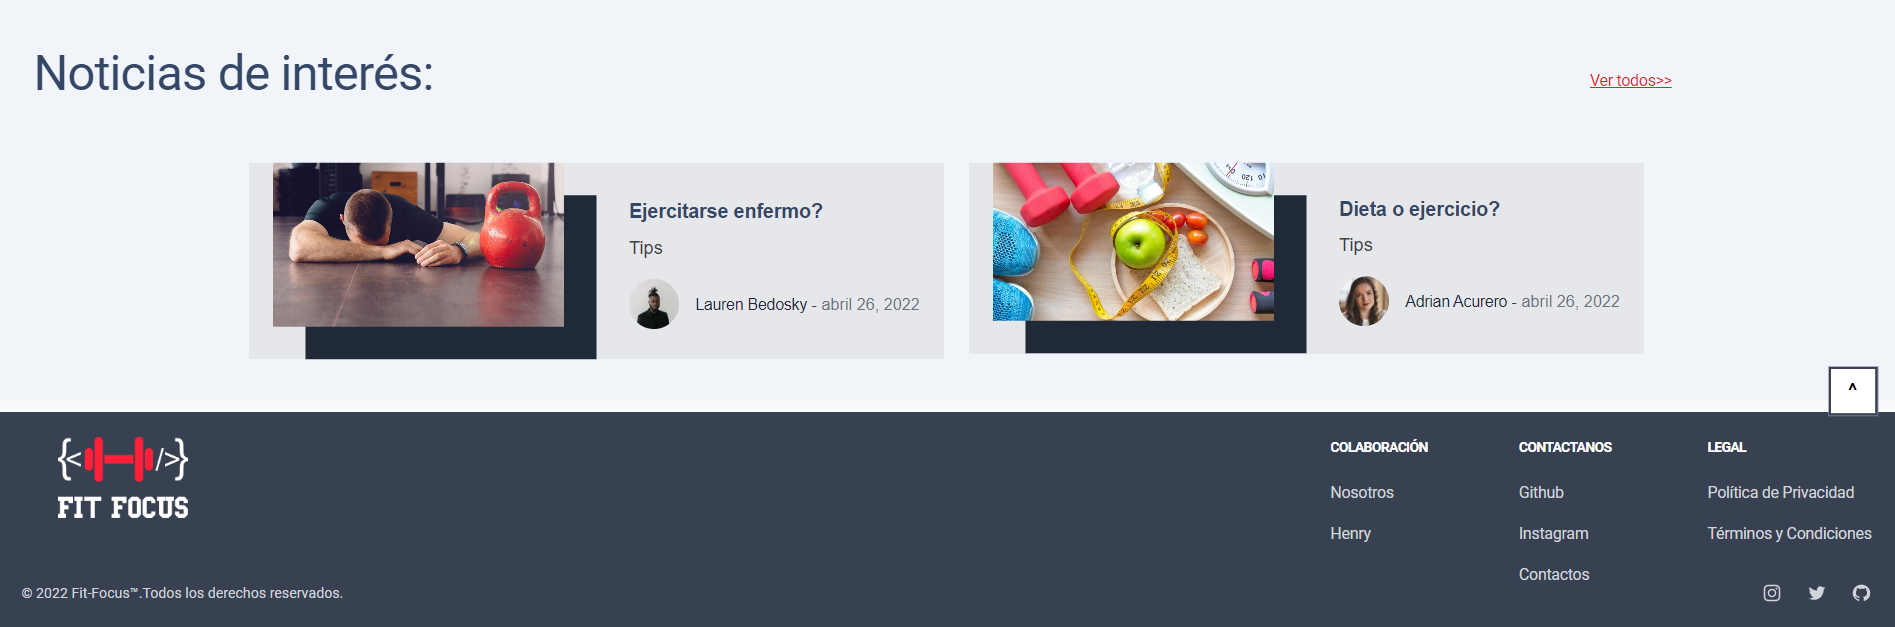 Noticias de interés:
Ver todos>>
Ejercitarse enfermo?
Tips
Lauren Bedosky - abril 26, 2022
Dieta o ejercicio?
Tips
Adrian Acurero - abril 26, 2022
^
{< />}
FIT FOCUS
COLABORACIÓN
Nosotros
Henry
CONTACTANOS
Github
Instagram
Contactos
LEGAL
Política de Privacidad
Términos y Condiciones
© 2022 Fit-Focus™.Todos los derechos reservados.